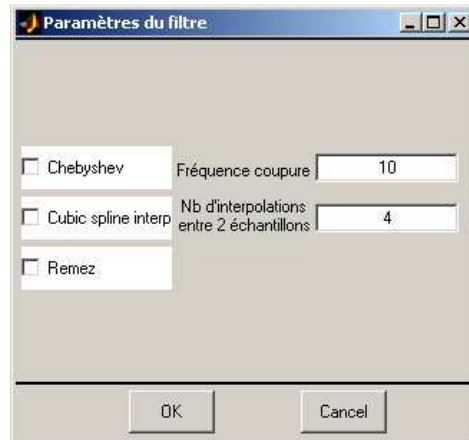 Paramètres du filtre
Chebyshev
Fréquence coupure
10
Cubic spline interp
Nb d'interpolations
entre 2 échantillons
4
Remez
OK
Cancel